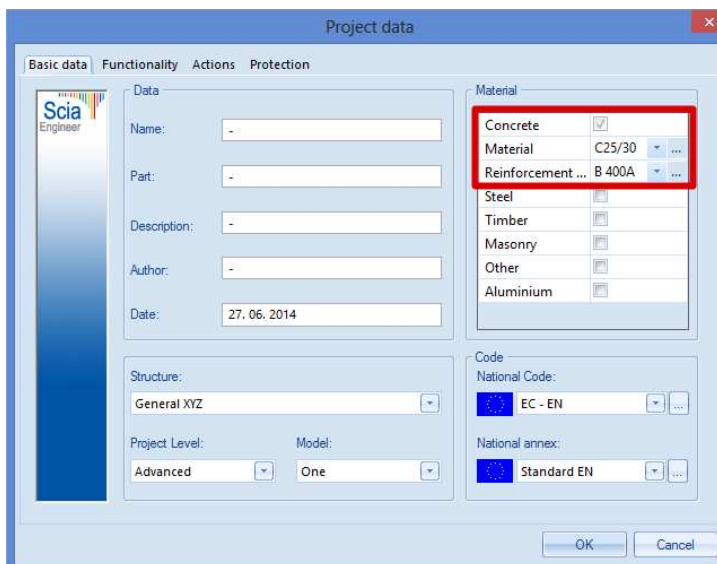 Project data
Basic data Functionality Actions Protection
Scia
Engineer
Data
Name: -
Part: -
Description: -
Author: -
Date: 27. 06. 2014
Material
Concrete
Material C25/30 ...
Reinforcement ... B 400A ...
Steel
Timber
Masonry
Other
Aluminium
Structure:
General XYZ
Project Level: Model:
Advanced One
Code
National Code:
EC - EN ...
National annex:
Standard EN ...
OK Cancel